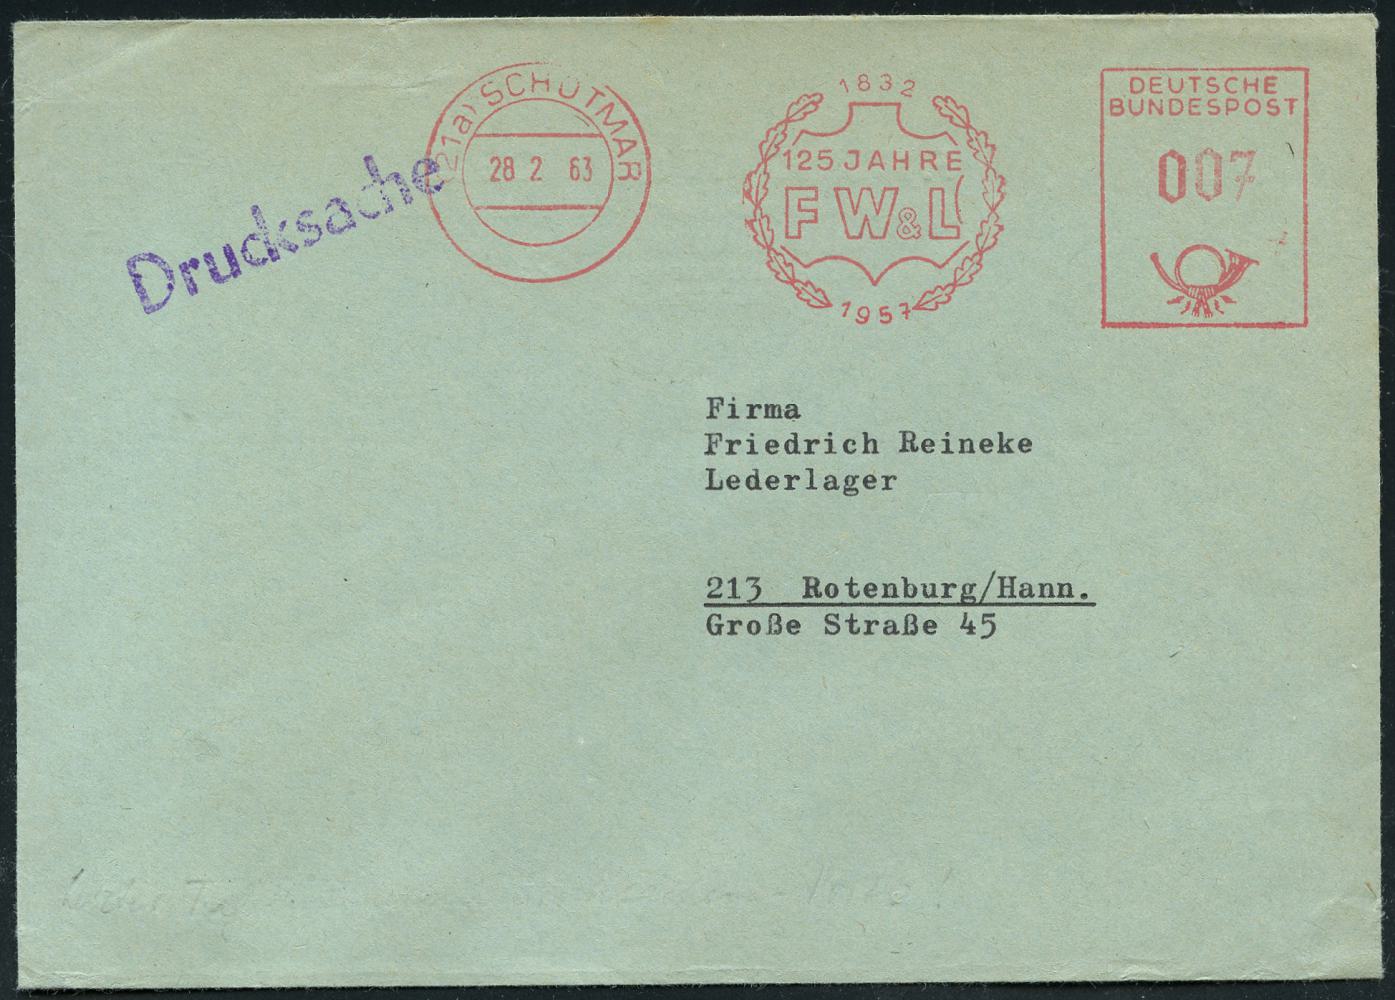 Drucksache
(21a) SCHÖTMAR
28 2 63
1832
125 JAHRE
FW&L
1957
DEUTSCHE
BUNDESPOST
007
Firma
Friedrich Reineke
Lederlager
213 Rotenburg/Hann.
Große Straße 45